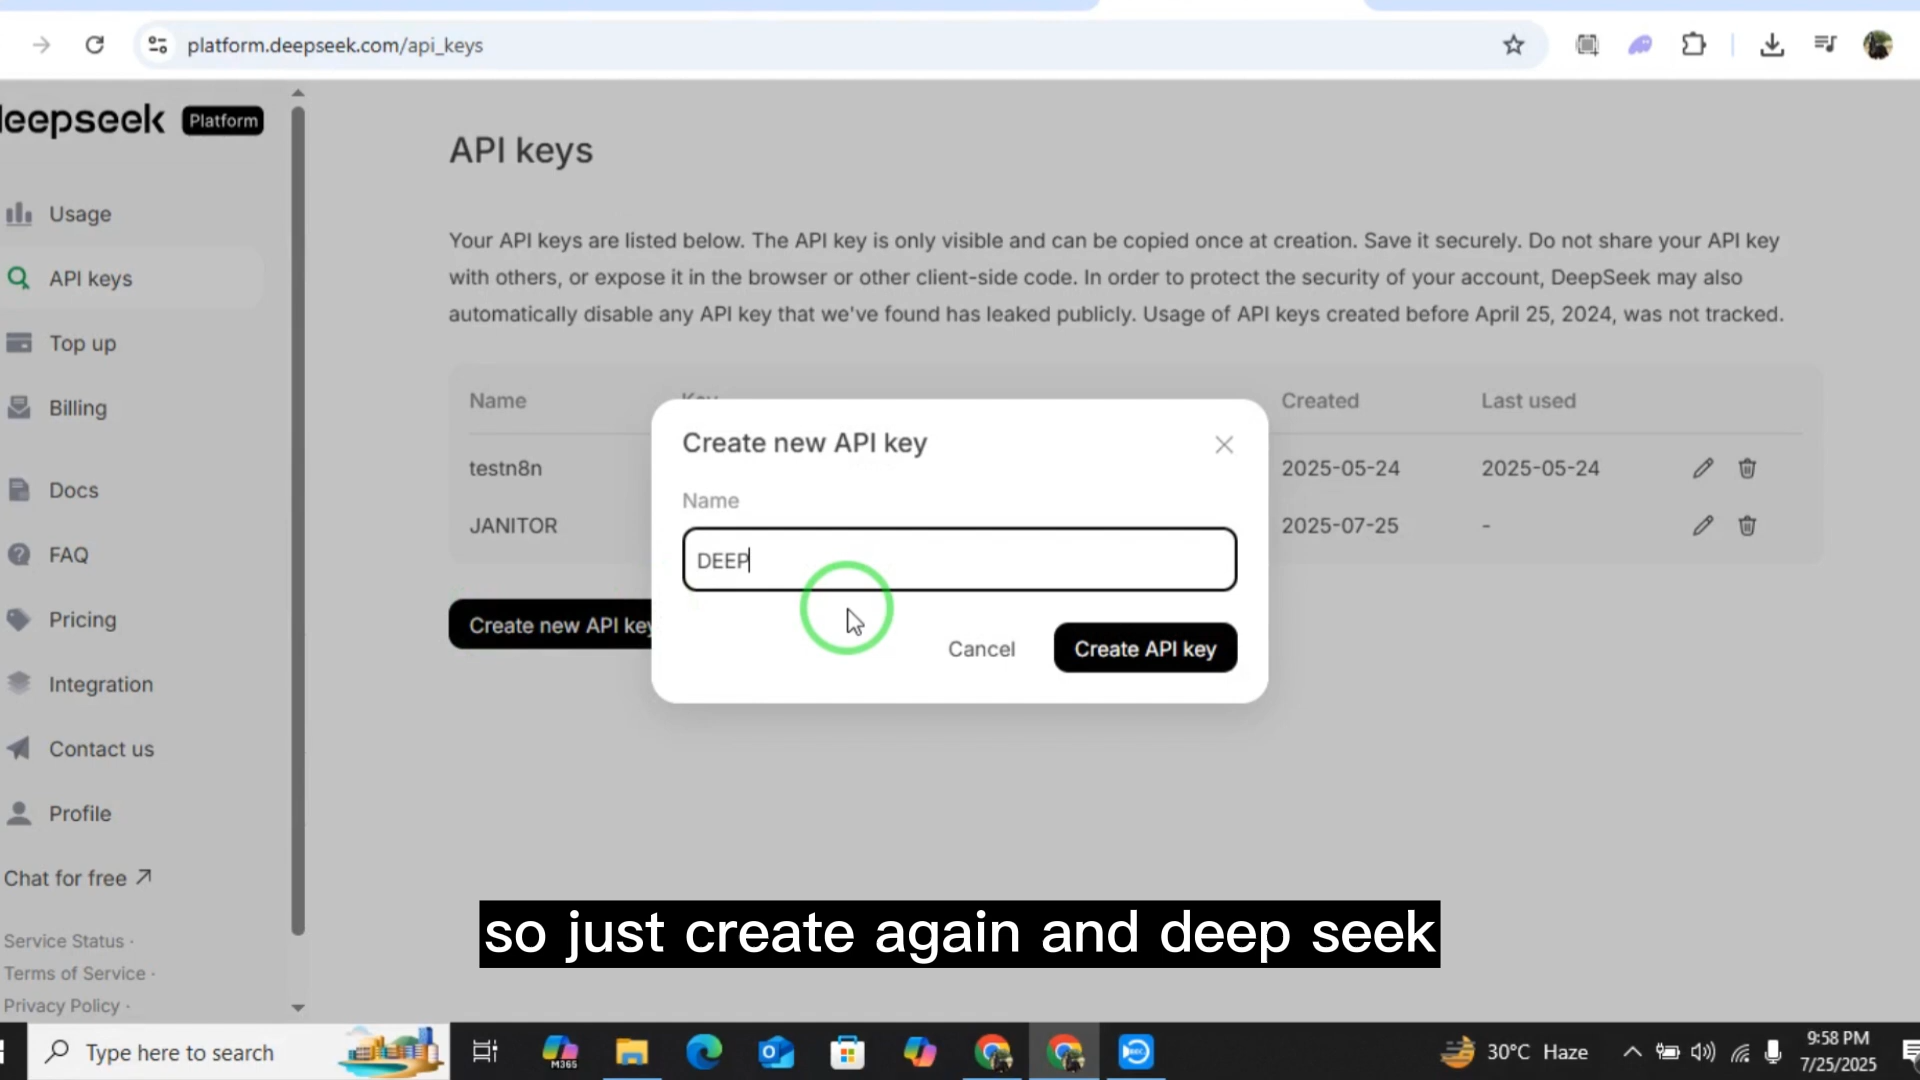 platform.deepseek.com/api_keys
deepseek Platform
Usage
API keys
Top up
Billing
Docs
FAQ
Pricing
Integration
Contact us
Profile
Chat for free ↗
Service Status ·
Terms of Service ·
Privacy Policy ·
API keys
Your API keys are listed below. The API key is only visible and can be copied once at creation. Save it securely. Do not share your API key
with others, or expose it in the browser or other client-side code. In order to protect the security of your account, DeepSeek may also
automatically disable any API key that we've found has leaked publicly. Usage of API keys created before April 25, 2024, was not tracked.
Name Key Created Last used
testn8n 2025-05-24 2025-05-24
JANITOR 2025-07-25 -
Create new API key
Create new API key
Name
DEEP
Cancel Create API key
so just create again and deep seek
Type here to search
M365
30°C Haze
9:58 PM
7/25/2025